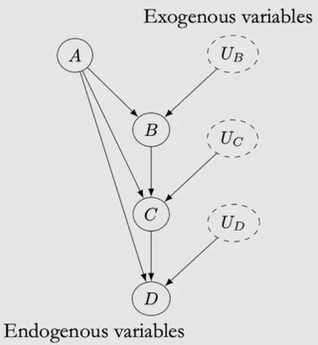 Exogenous variables
A
U_B
B
U_C
C
U_D
D
Endogenous variables